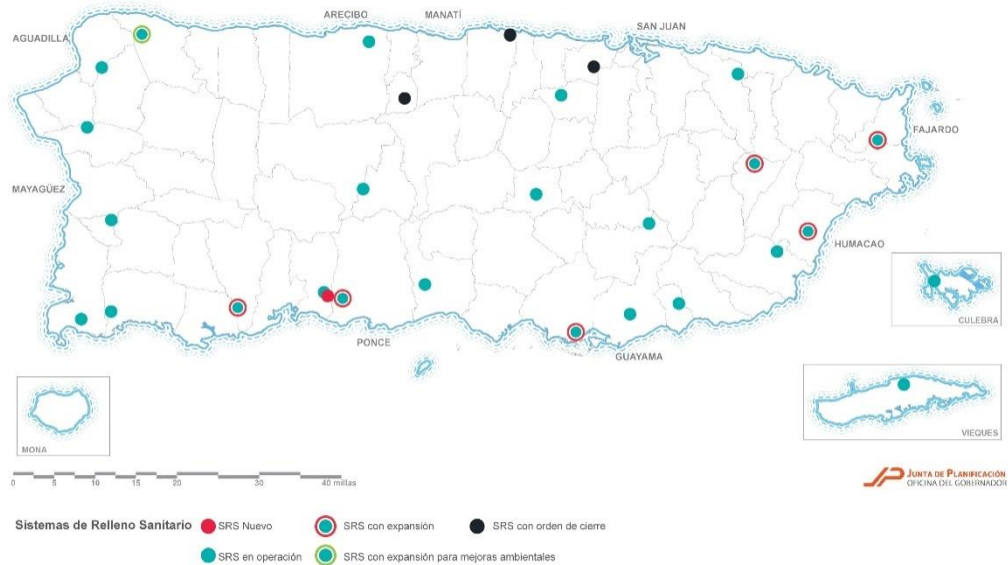 ARECIBO
MANATÍ
SAN JUAN
AGUADILLA
FAJARDO
MAYAGÜEZ
HUMACAO
CULEBRA
PONCE
GUAYAMA
MONA
VIEQUES
0 5 10 15 20 30 40 millas
JP JUNTA DE PLANIFICACIÓN
OFICINA DEL GOBERNADOR
Sistemas de Relleno Sanitario SRS Nuevo SRS con expansión SRS con orden de cierre
SRS en operación SRS con expansión para mejoras ambientales